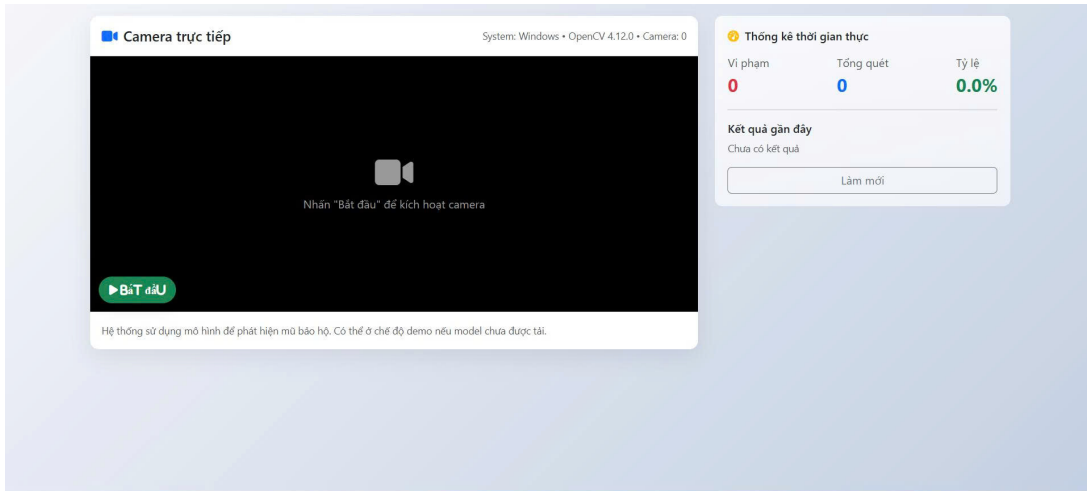 Camera trực tiếp
System: Windows • OpenCV 4.12.0 • Camera: 0
Nhấn "Bắt đầu" để kích hoạt camera
BắT đầU
Hệ thống sử dụng mô hình để phát hiện mũ bảo hộ. Có thể ở chế độ demo nếu model chưa được tải.
Thống kê thời gian thực
Vi phạm Tổng quét Tỷ lệ
0 0 0.0%
Kết quả gần đây
Chưa có kết quả
Làm mới